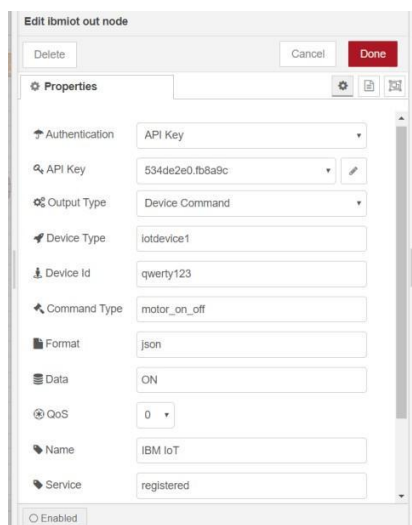 Edit ibmiot out node
Delete Cancel Done
Properties
Authentication API Key
API Key 534de2e0.fb8a9c
Output Type Device Command
Device Type iotdevice1
Device Id qwerty123
Command Type motor_on_off
Format json
Data ON
QoS 0
Name IBM IoT
Service registered
Enabled